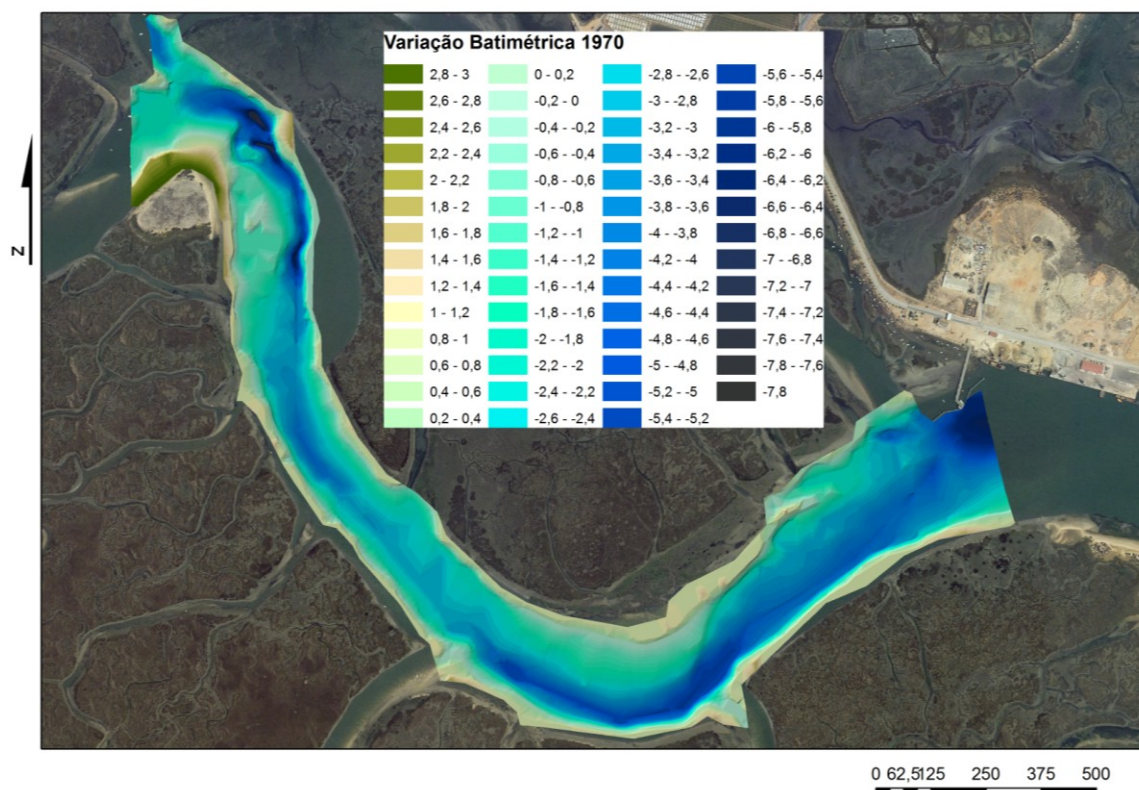 Variação Batimétrica 1970
2,8 - 3
2,6 - 2,8
2,4 - 2,6
2,2 - 2,4
2 - 2,2
1,8 - 2
1,6 - 1,8
1,4 - 1,6
1,2 - 1,4
1 - 1,2
0,8 - 1
0,6 - 0,8
0,4 - 0,6
0,2 - 0,4
0 - 0,2
-0,2 - 0
-0,4 - -0,2
-0,6 - -0,4
-0,8 - -0,6
-1 - -0,8
-1,2 - -1
-1,4 - -1,2
-1,6 - -1,4
-1,8 - -1,6
-2 - -1,8
-2,2 - -2
-2,4 - -2,2
-2,6 - -2,4
-2,8 - -2,6
-3 - -2,8
-3,2 - -3
-3,4 - -3,2
-3,6 - -3,4
-3,8 - -3,6
-4 - -3,8
-4,2 - -4
-4,4 - -4,2
-4,6 - -4,4
-4,8 - -4,6
-5 - -4,8
-5,2 - -5
-5,4 - -5,2
-5,6 - -5,4
-5,8 - -5,6
-6 - -5,8
-6,2 - -6
-6,4 - -6,2
-6,6 - -6,4
-6,8 - -6,6
-7 - -6,8
-7,2 - -7
-7,4 - -7,2
-7,6 - -7,4
-7,8 - -7,6
-7,8
N
0 62,5125 250 375 500